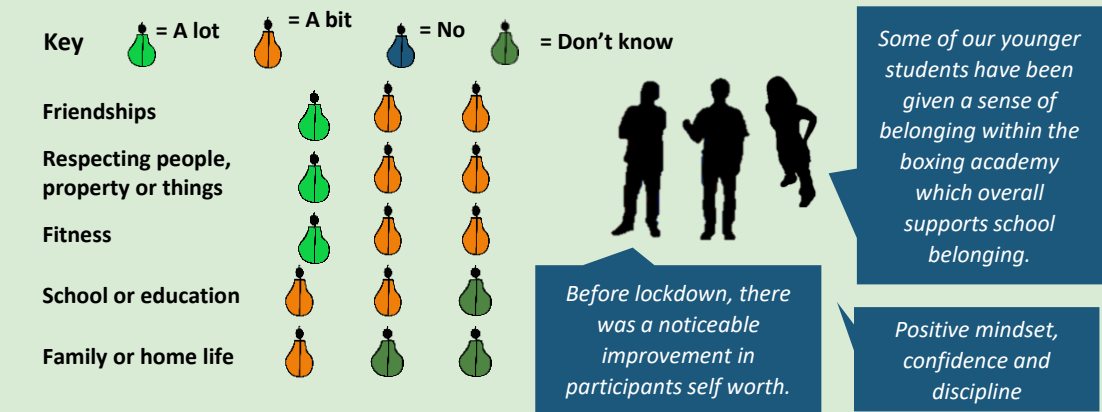 Key
= A lot
= A bit
= No
= Don't know
Friendships
Respecting people,
property or things
Fitness
School or education
Family or home life
Some of our younger
students have been
given a sense of
belonging within the
boxing academy
which overall
supports school
belonging.
Before lockdown, there
was a noticeable
improvement in
participants self worth.
Positive mindset,
confidence and
discipline